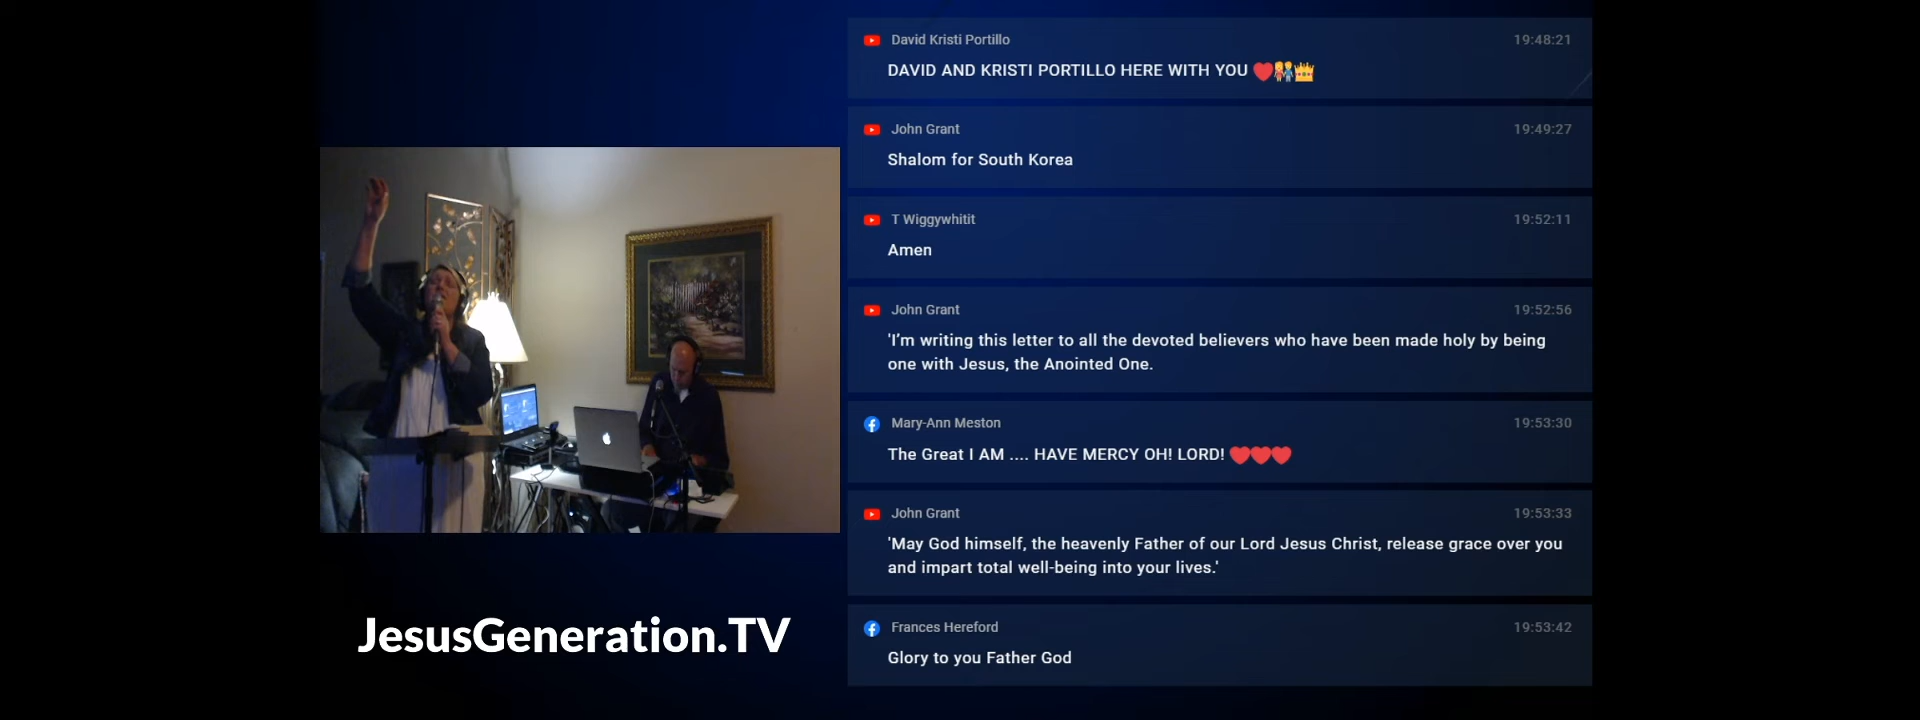 David Kristi Portillo 19:48:21
DAVID AND KRISTI PORTILLO HERE WITH YOU ❤️👫👑
John Grant 19:49:27
Shalom for South Korea
T Wiggywhitit 19:52:11
Amen
John Grant 19:52:56
'I'm writing this letter to all the devoted believers who have been made holy by being
one with Jesus, the Anointed One.
Mary-Ann Meston 19:53:30
The Great I AM .... HAVE MERCY OH! LORD! ❤️❤️❤️
John Grant 19:53:33
'May God himself, the heavenly Father of our Lord Jesus Christ, release grace over you
and impart total well-being into your lives.'
Frances Hereford 19:53:42
Glory to you Father God
JesusGeneration.TV